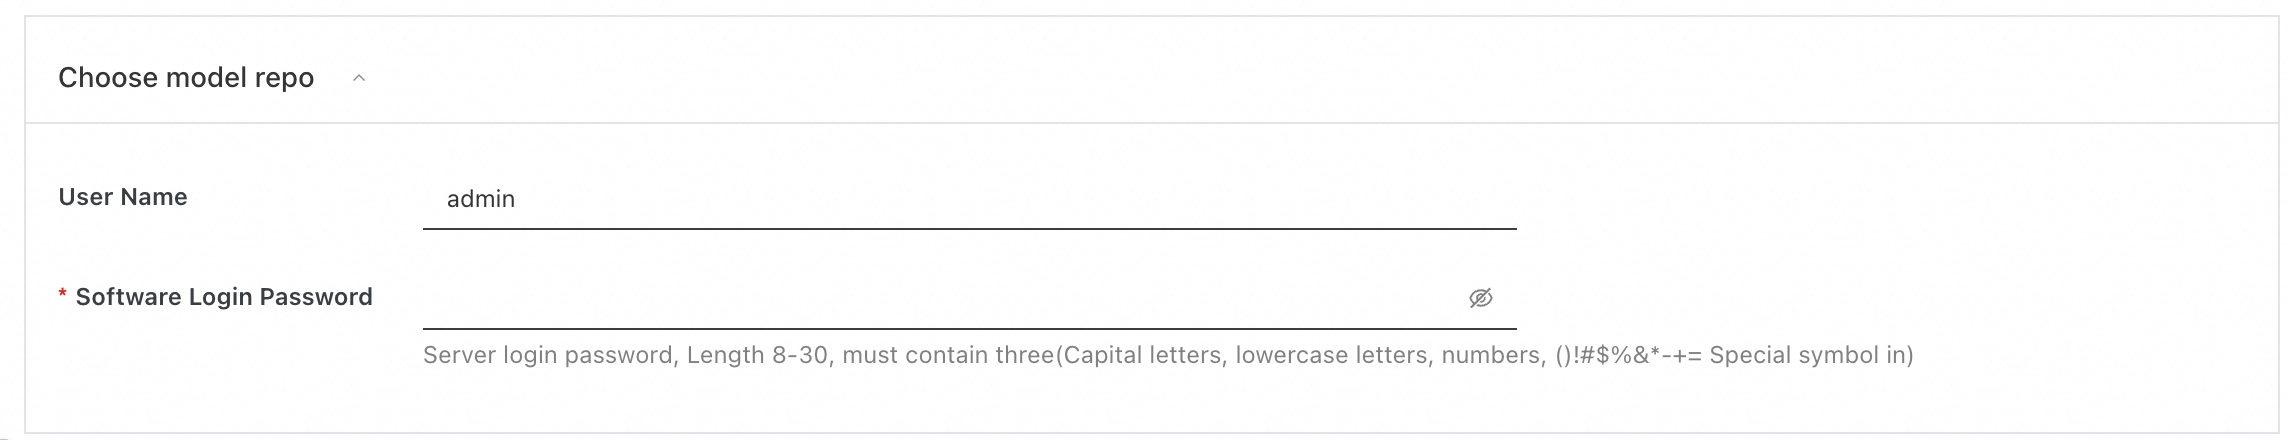 Choose model repo
User Name
admin
* Software Login Password
Server login password, Length 8-30, must contain three(Capital letters, lowercase letters, numbers, ()!#$%&*-+= Special symbol in)